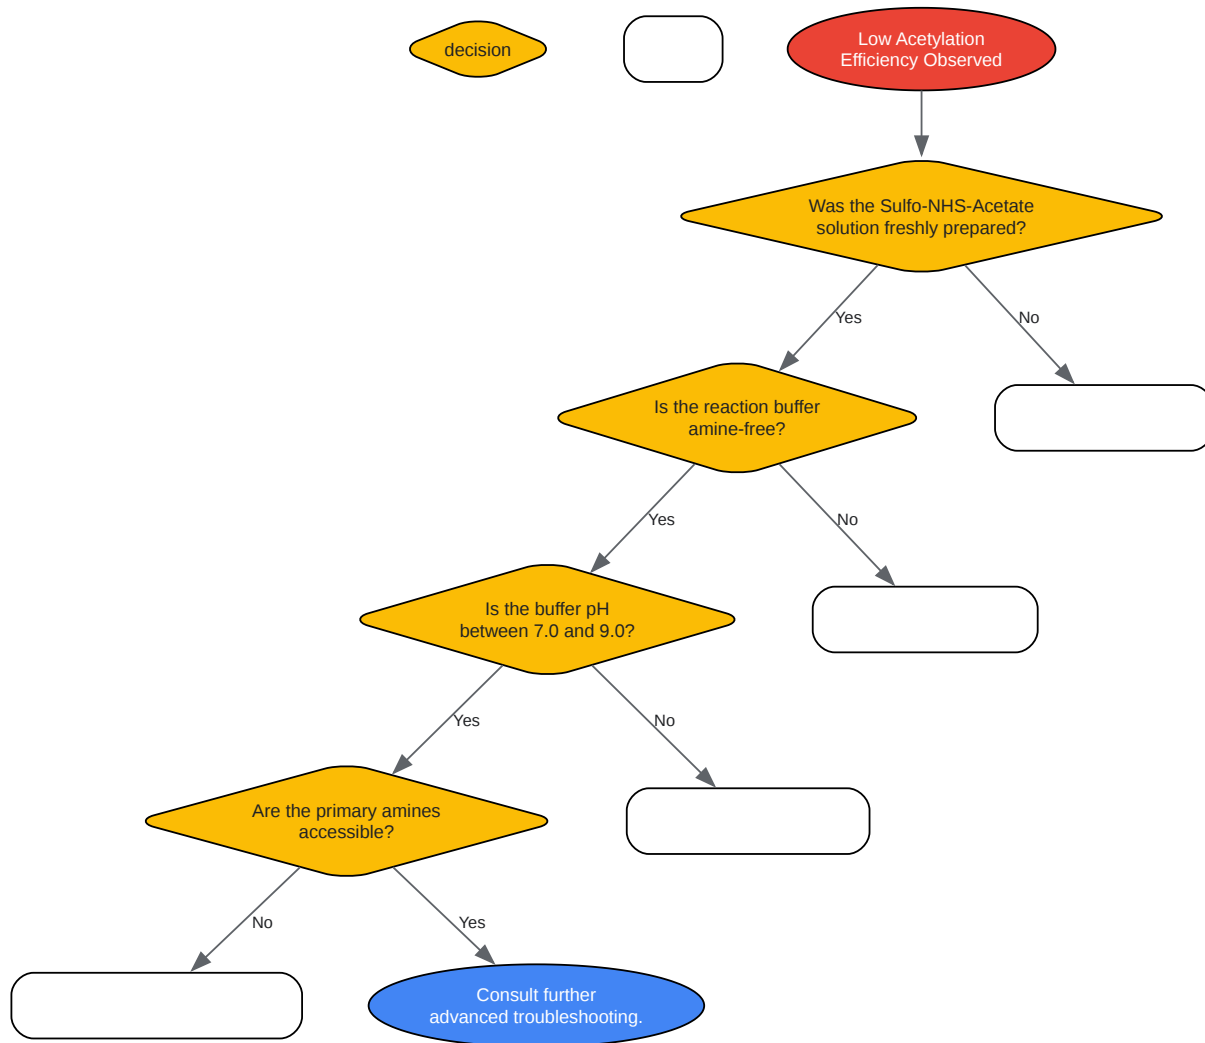 decision
Low Acetylation
Efficiency Observed
Was the Sulfo-NHS-Acetate
solution freshly prepared?
Yes
No
Is the reaction buffer
amine-free?
Yes
No
Is the buffer pH
between 7.0 and 9.0?
Yes
No
Are the primary amines
accessible?
No
Yes
Consult further
advanced troubleshooting.